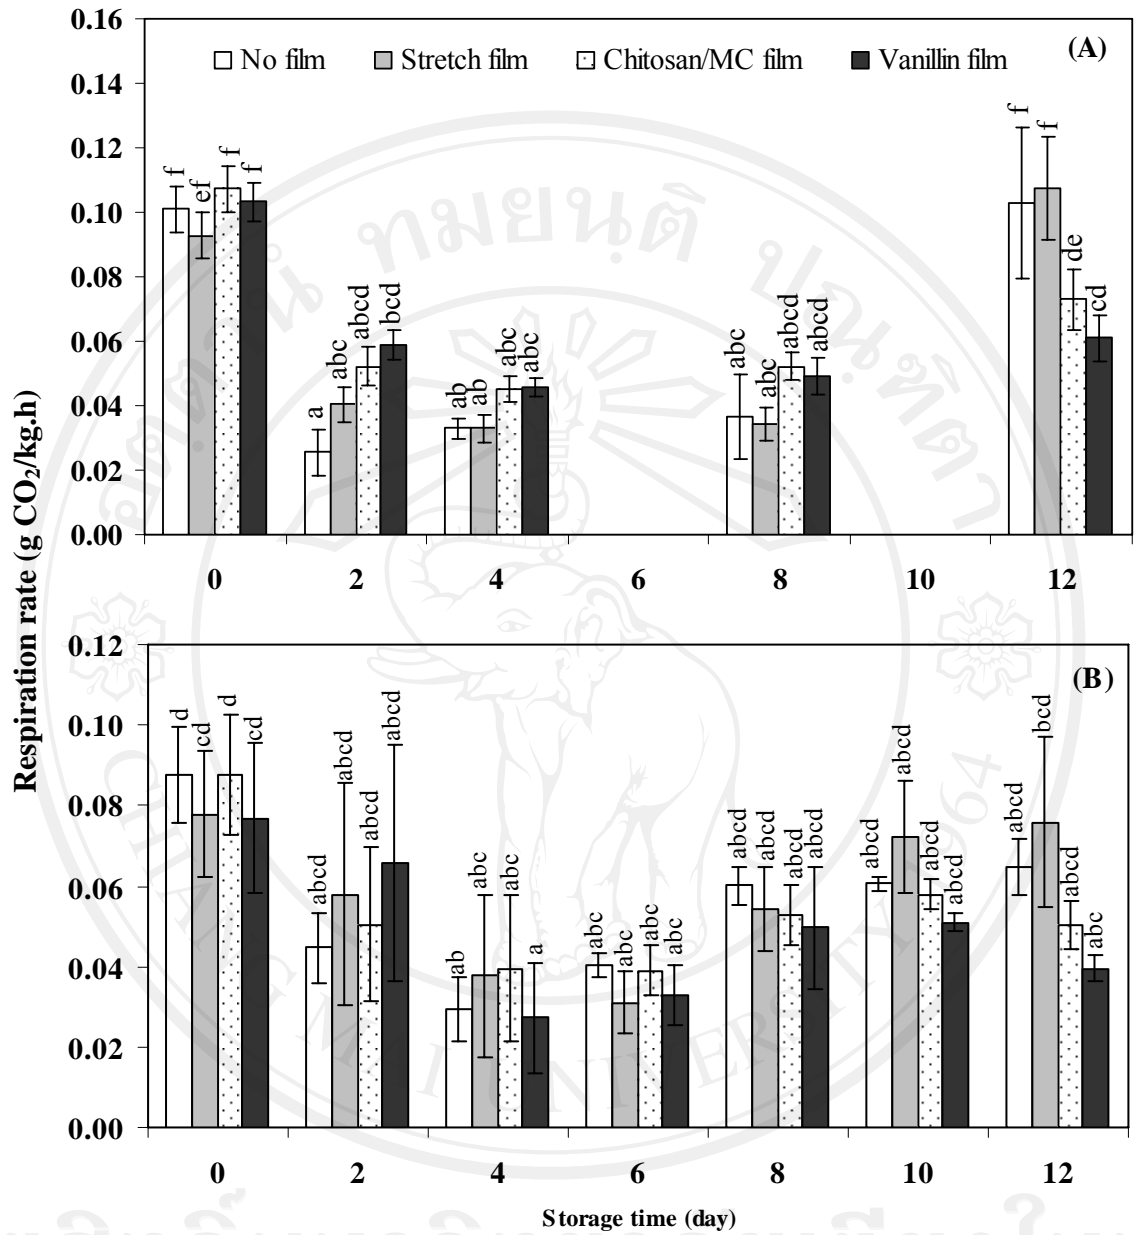 0.16
(A)
No film Stretch film Chitosan/MC film Vanillin film
0.14
0.12
0.10
0.08
0.06
0.04
0.02
0.00
f ef f f
a abc abcd bcd
ab ab abc abc
abc abc abcd abcd
f f de cd
0 2 4 6 8 10 12
Respiration rate (g CO₂/kg.h)
0.12
(B)
0.10
0.08
0.06
0.04
0.02
0.00
d cd d cd
abcd abcd abcd abcd
ab abc abc a
abc abc abc abc
abcd abcd abcd abcd
abcd abcd abcd abcd
abcd bcd abcd abc
0 2 4 6 8 10 12
Storage time (day)
CHIANG MAI UNIVERSITY 1964